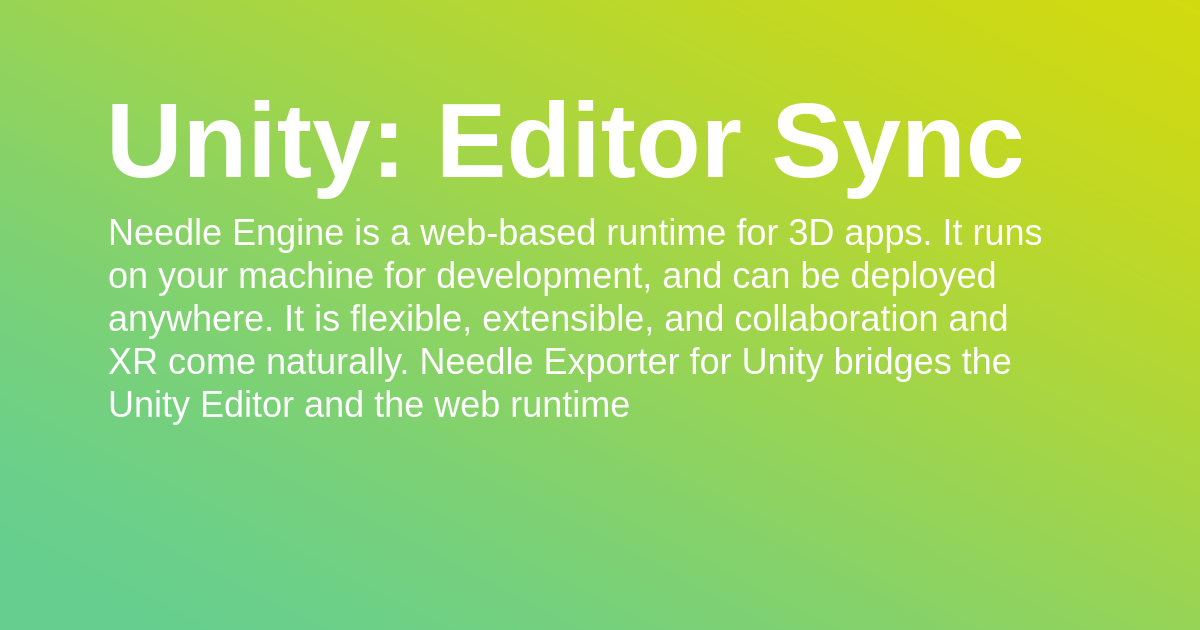 Unity: Editor Sync
Needle Engine is a web-based runtime for 3D apps. It runs
on your machine for development, and can be deployed
anywhere. It is flexible, extensible, and collaboration and
XR come naturally. Needle Exporter for Unity bridges the
Unity Editor and the web runtime